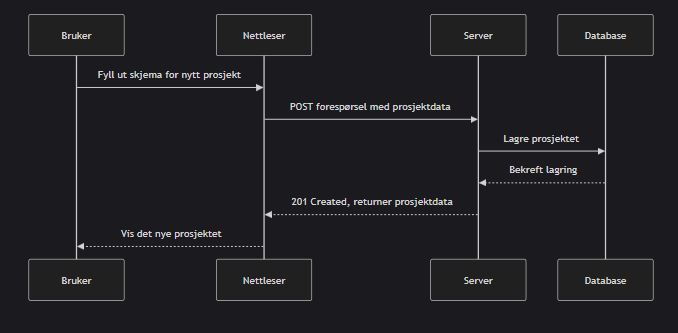 Bruker
Nettleser
Server
Database
Fyll ut skjema for nytt prosjekt
POST forespørsel med prosjektdata
Lagre prosjektet
Bekreft lagring
201 Created, returner prosjektdata
Vis det nye prosjektet
Bruker
Nettleser
Server
Database